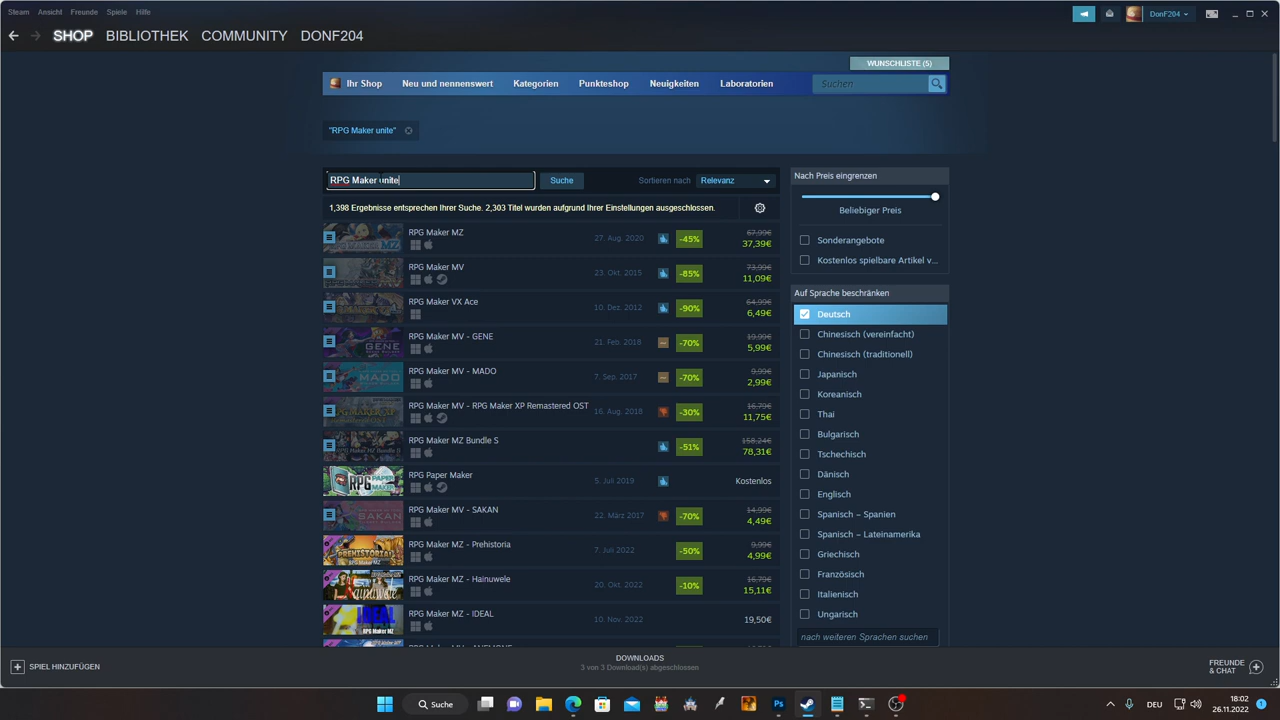 Steam Ansicht Freunde Spiele Hilfe
DonF204
SHOP BIBLIOTHEK COMMUNITY DONF204
WUNSCHLISTE (5)
Ihr Shop Neu und nennenswert Kategorien Punkteshop Neuigkeiten Laboratorien Suchen
"RPG Maker unite"
RPG Maker unite Suche Sortieren nach Relevanz
1,398 Ergebnisse entsprechen Ihrer Suche. 2,303 Titel wurden aufgrund Ihrer Einstellungen ausgeschlossen.
RPG Maker MZ 27. Aug. 2020 -45% 67,99€ 37,39€
RPG Maker MV 23. Okt. 2015 -85% 73,99€ 11,09€
RPG Maker VX Ace 10. Dez. 2012 -90% 64,99€ 6,49€
RPG Maker MV - GENE 21. Feb. 2018 -70% 19,99€ 5,99€
RPG Maker MV - MADO 7. Sep. 2017 -70% 9,99€ 2,99€
RPG Maker MV - RPG Maker XP Remastered OST 16. Aug. 2018 -30% 16,79€ 11,75€
RPG Maker MZ Bundle S -51% 158,24€ 78,31€
RPG Paper Maker 5. Juli 2019 Kostenlos
RPG Maker MV - SAKAN 22. März 2017 -70% 14,99€ 4,49€
RPG Maker MZ - Prehistoria 7. Juli 2022 -50% 9,99€ 4,99€
RPG Maker MZ - Hainuwele 20. Okt. 2022 -10% 16,79€ 15,11€
RPG Maker MZ - IDEAL 10. Nov. 2022 19,50€
Nach Preis eingrenzen
Beliebiger Preis
Sonderangebote
Kostenlos spielbare Artikel v...
Auf Sprache beschränken
Deutsch
Chinesisch (vereinfacht)
Chinesisch (traditionell)
Japanisch
Koreanisch
Thai
Bulgarisch
Tschechisch
Dänisch
Englisch
Spanisch – Spanien
Spanisch – Lateinamerika
Griechisch
Französisch
Italienisch
Ungarisch
nach weiteren Sprachen suchen
SPIEL HINZUFÜGEN
DOWNLOADS
3 von 3 Download(s) abgeschlossen
FREUNDE
& CHAT
Suche
DEU
18:02
26.11.2022